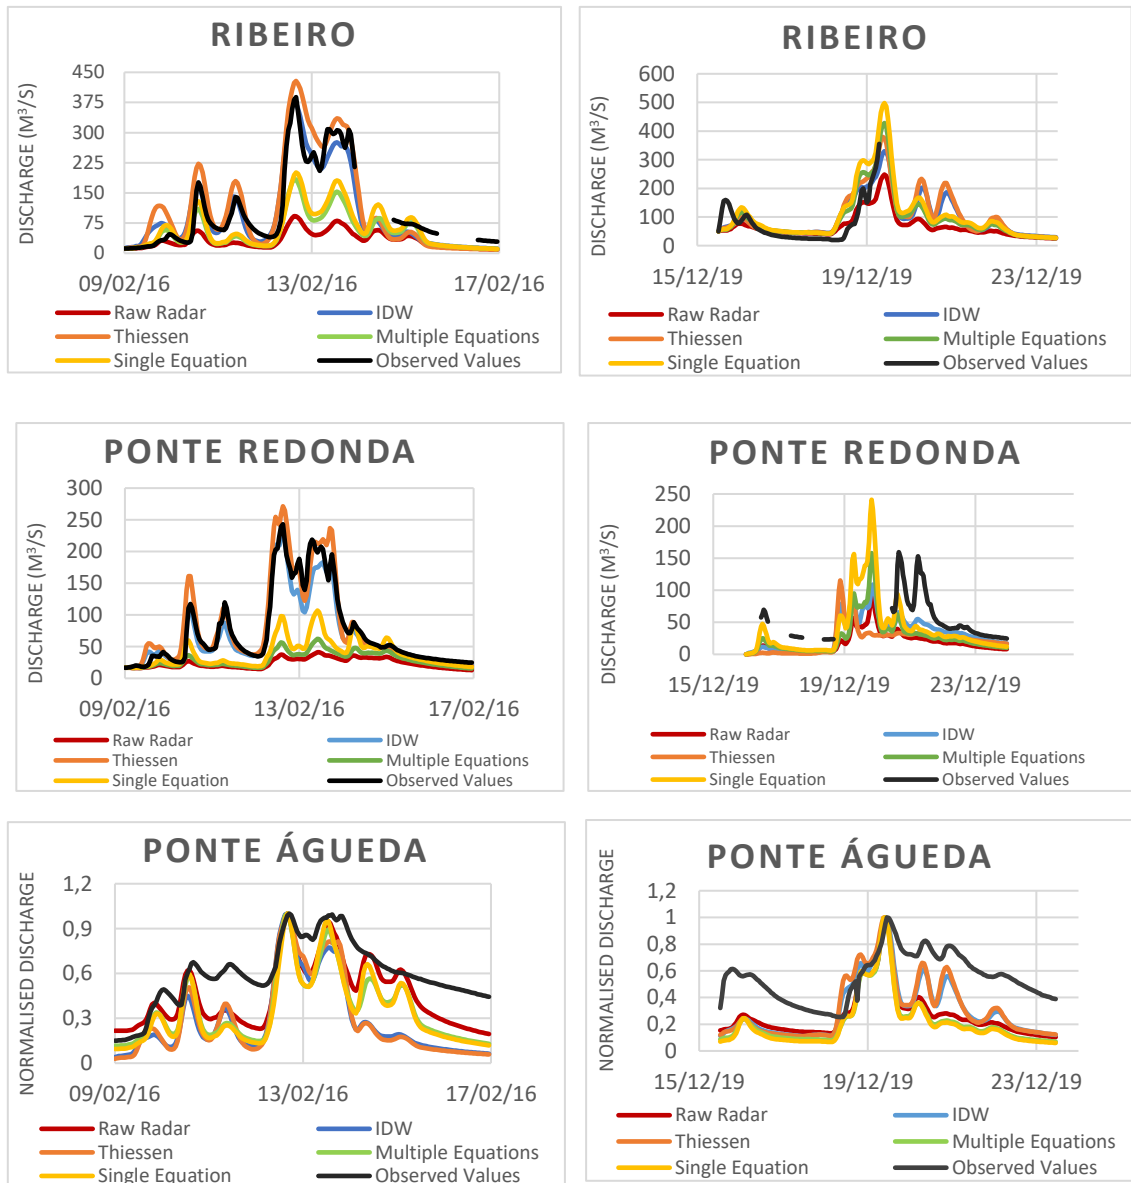 RIBEIRO
DISCHARGE (M³/S)
450
375
300
225
150
75
0
09/02/16 13/02/16 17/02/16
Raw Radar IDW
Thiessen Multiple Equations
Single Equation Observed Values
RIBEIRO
DISCHARGE (M³/S)
600
500
400
300
200
100
0
15/12/19 19/12/19 23/12/19
Raw Radar IDW
Thiessen Multiple Equations
Single Equation Observed Values
PONTE REDONDA
DISCHARGE (M³/S)
300
250
200
150
100
50
0
09/02/16 13/02/16 17/02/16
Raw Radar IDW
Thiessen Multiple Equations
Single Equation Observed Values
PONTE REDONDA
DISCHARGE (M³/S)
250
200
150
100
50
0
15/12/19 19/12/19 23/12/19
Raw Radar IDW
Thiessen Multiple Equations
Single Equation Observed Values
PONTE ÁGUEDA
NORMALISED DISCHARGE
1,2
0,9
0,6
0,3
0
09/02/16 13/02/16 17/02/16
Raw Radar IDW
Thiessen Multiple Equations
Single Equation Observed Values
PONTE ÁGUEDA
NORMALISED DISCHARGE
1,2
1
0,8
0,6
0,4
0,2
0
15/12/19 19/12/19 23/12/19
Raw Radar IDW
Thiessen Multiple Equations
Single Equation Observed Values